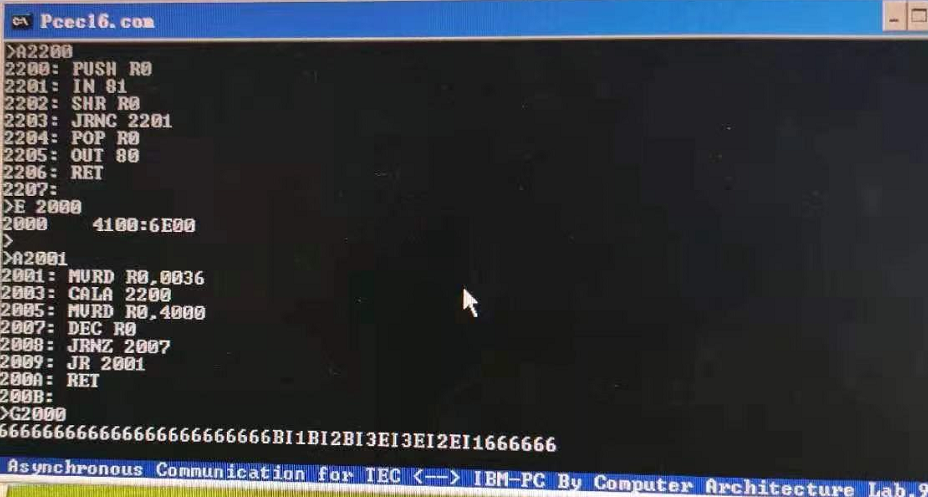 Pcec16.com
>A2200
2200: PUSH R0
2201: IN 81
2202: SHR R0
2203: JRNC 2201
2204: POP R0
2205: OUT 80
2206: RET
2207:
>E 2000
2000    4100:6E00
>
>A2001
2001: MVRD R0,0036
2003: CALA 2200
2005: MVRD R0,4000
2007: DEC R0
2008: JRNZ 2007
2009: JR 2001
200A: RET
200B:
>G2000
666666666666666666666666BI1BI2BI3EI3EI2EI1666666
Asynchronous Communication for TEC <--> IBM-PC By Computer Architecture Lab.9